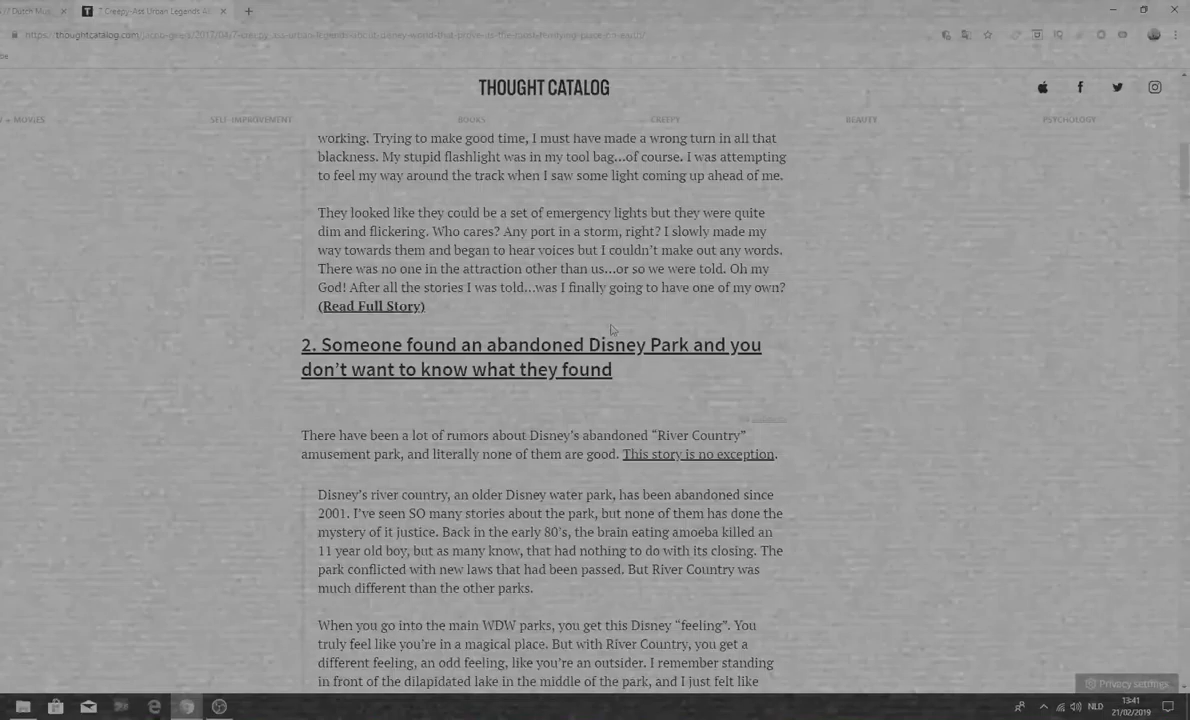 7 Dutch Mus
7 Creepy-Ass Urban Legends A
THOUGHT CATALOG
+ MOVIES
SELF-IMPROVEMENT
BOOKS
CREEPY
BEAUTY
PSYCHOLOGY
working. Trying to make good time, I must have made a wrong turn in all that
blackness. My stupid flashlight was in my tool bag…of course. I was attempting
to feel my way around the track when I saw some light coming up ahead of me.
They looked like they could be a set of emergency lights but they were quite
dim and flickering. Who cares? Any port in a storm, right? I slowly made my
way towards them and began to hear voices but I couldn’t make out any words.
There was no one in the attraction other than us…or so we were told. Oh my
God! After all the stories I was told…was I finally going to have one of my own?
(Read Full Story)
2. Someone found an abandoned Disney Park and you
don’t want to know what they found
There have been a lot of rumors about Disney’s abandoned “River Country”
amusement park, and literally none of them are good. This story is no exception.
Disney’s river country, an older Disney water park, has been abandoned since
2001. I’ve seen SO many stories about the park, but none of them has done the
mystery of it justice. Back in the early 80’s, the brain eating amoeba killed an
11 year old boy, but as many know, that had nothing to do with its closing. The
park conflicted with new laws that had been passed. But River Country was
much different than the other parks.
When you go into the main WDW parks, you get this Disney “feeling”. You
truly feel like you’re in a magical place. But with River Country, you get a
different feeling, an odd feeling, like you’re an outsider. I remember standing
in front of the dilapidated lake in the middle of the park, and I just felt like
Privacy settings
NLD
13:41
21/02/2019